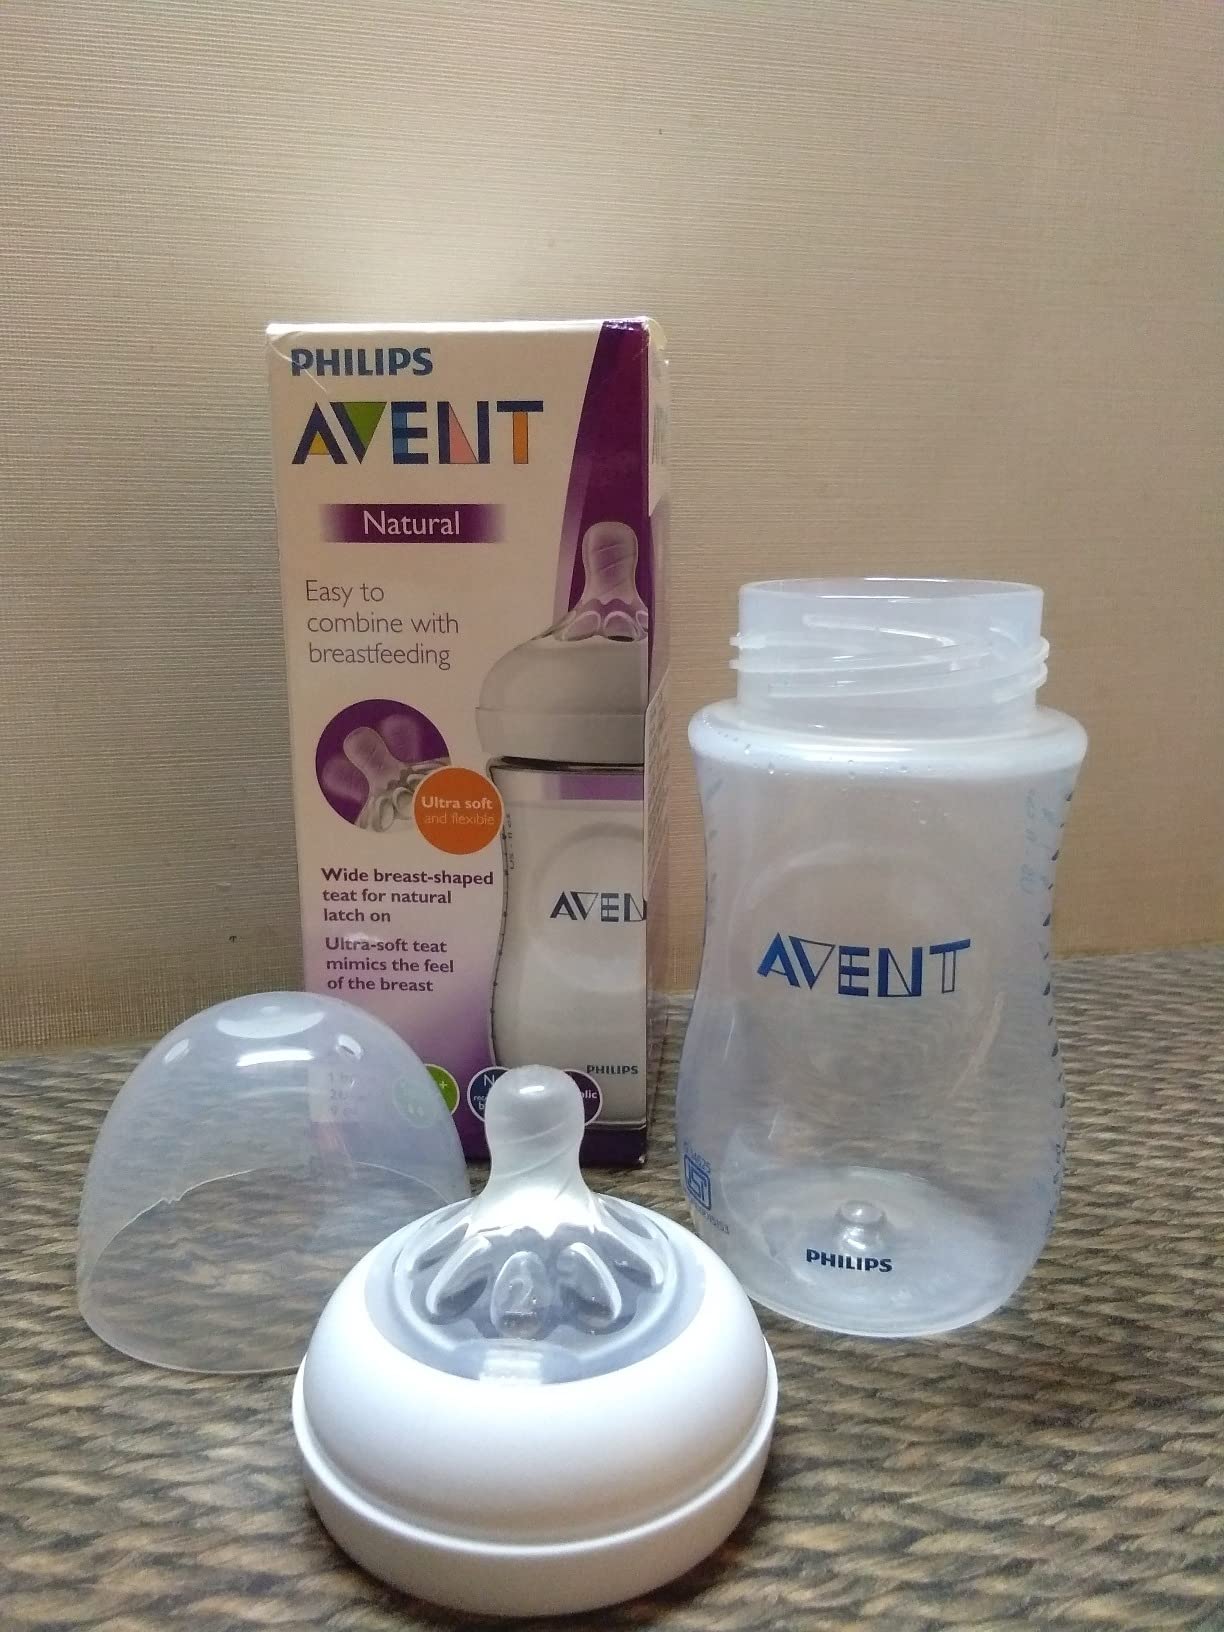 PHILIPS
AVENT
Natural
Easy to
combine with
breastfeeding
Ultra soft
and flexible
Wide breast-shaped
teat for natural
latch on
Ultra-soft teat
mimics the feel
of the breast
AVEN
PHILIPS
2
AVENT
PHILIPS